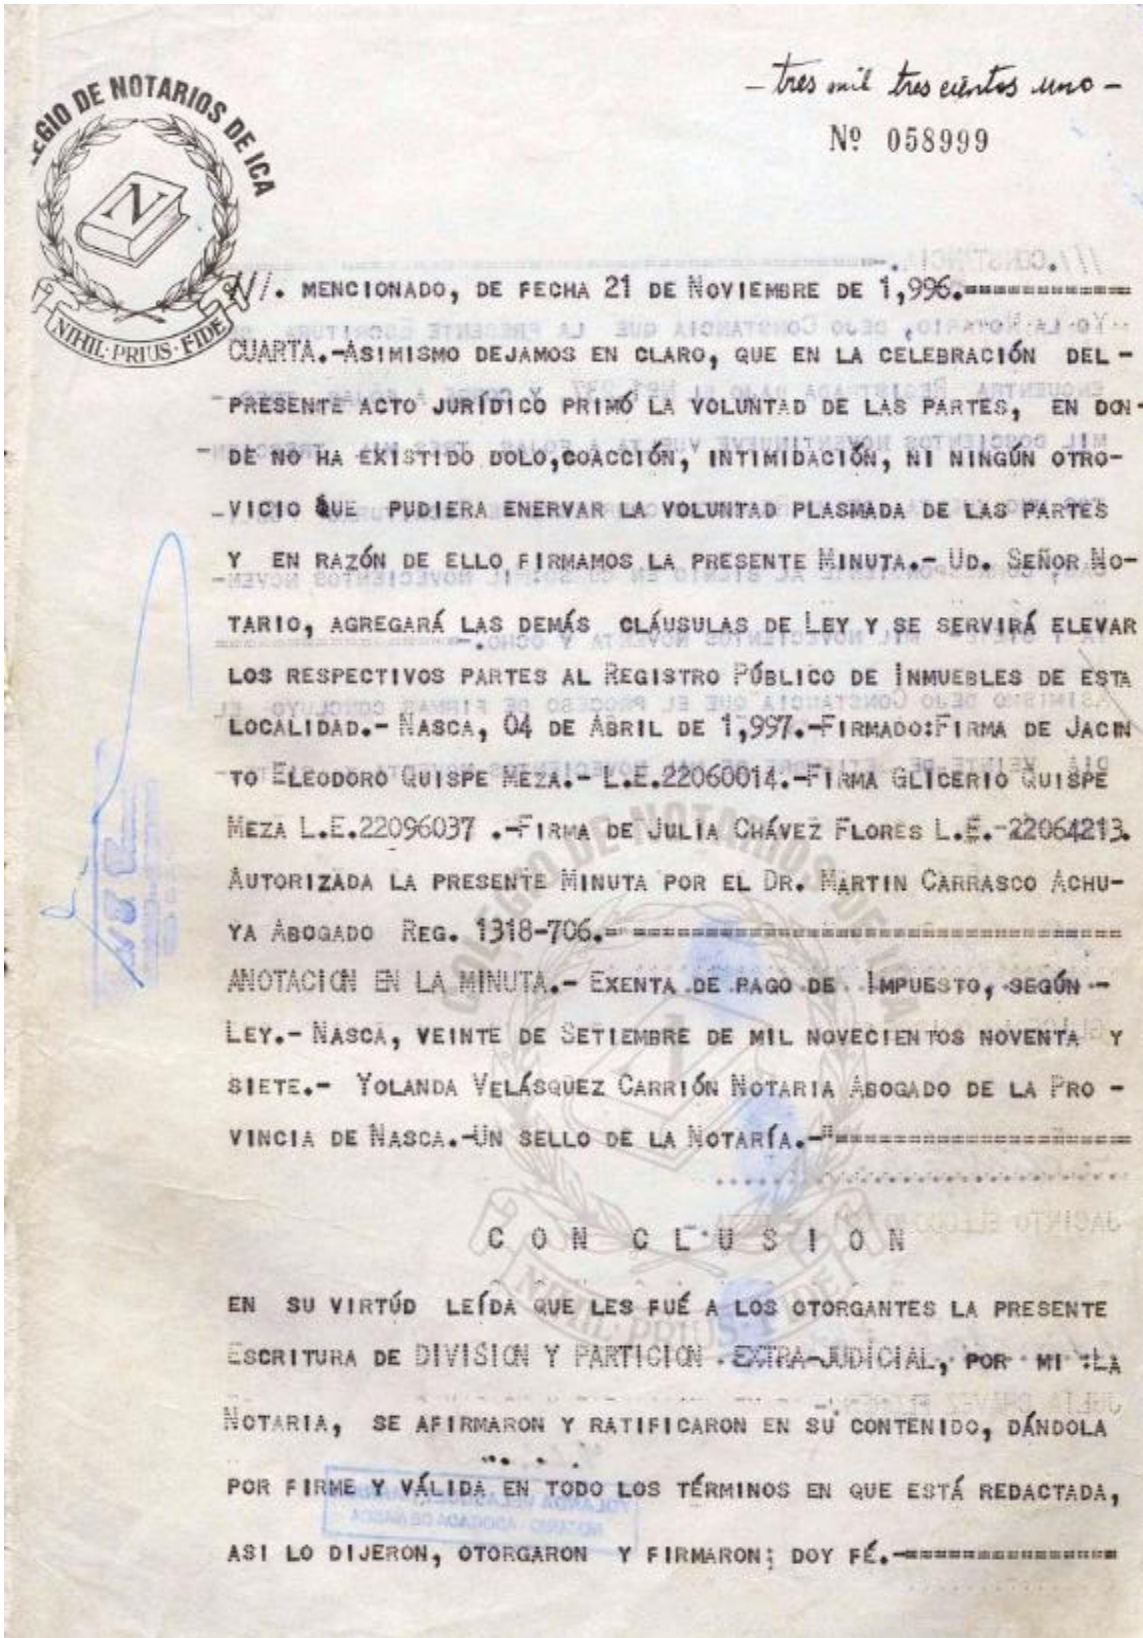 - tres mil trescientos uno -
Nº 058999
COLEGIO DE NOTARIOS DE ICA
N
NIHIL·PRIUS·FIDE
///. MENCIONADO, DE FECHA 21 DE NOVIEMBRE DE 1,996.==============
CUARTA.-ASIMISMO DEJAMOS EN CLARO, QUE EN LA CELEBRACIÓN DEL -
PRESENTE ACTO JURÍDICO PRIMÓ LA VOLUNTAD DE LAS PARTES, EN DON-
DE NO HA EXISTIDO DOLO,COACCIÓN, INTIMIDACIÓN, NI NINGÚN OTRO-
VICIO QUE PUDIERA ENERVAR LA VOLUNTAD PLASMADA DE LAS PARTES
Y EN RAZÓN DE ELLO FIRMAMOS LA PRESENTE MINUTA.- UD. SEÑOR NO-
TARIO, AGREGARÁ LAS DEMÁS CLÁUSULAS DE LEY Y SE SERVIRÁ ELEVAR
LOS RESPECTIVOS PARTES AL REGISTRO PÚBLICO DE INMUEBLES DE ESTA
LOCALIDAD.- NASCA, 04 DE ABRIL DE 1,997.-FIRMADO:FIRMA DE JACIN
TO ELEODORO QUISPE MEZA.- L.E.22060014.-FIRMA GLICERIO QUISPE
MEZA L.E.22096037 .-FIRMA DE JULIA CHÁVEZ FLORES L.E.-22064213.
AUTORIZADA LA PRESENTE MINUTA POR EL DR. MARTIN CARRASCO ACHU-
YA ABOGADO REG. 1318-706.=================================
ANOTACION EN LA MINUTA.- EXENTA DE PAGO DE IMPUESTO, SEGÚN -
LEY.- NASCA, VEINTE DE SETIEMBRE DE MIL NOVECIENTOS NOVENTA Y
SIETE.- YOLANDA VELÁSQUEZ CARRIÓN NOTARIA ABOGADO DE LA PRO -
VINCIA DE NASCA.-UN SELLO DE LA NOTARÍA.-"===================
C O N C L U S I O N
EN SU VIRTÚD LEÍDA QUE LES FUÉ A LOS OTORGANTES LA PRESENTE
ESCRITURA DE DIVISION Y PARTICION EXTRA-JUDICIAL, POR MI LA
NOTARIA, SE AFIRMARON Y RATIFICARON EN SU CONTENIDO, DÁNDOLA
POR FIRME Y VÁLIDA EN TODO LOS TÉRMINOS EN QUE ESTÁ REDACTADA,
ASI LO DIJERON, OTORGARON Y FIRMARON; DOY FÉ.-==============